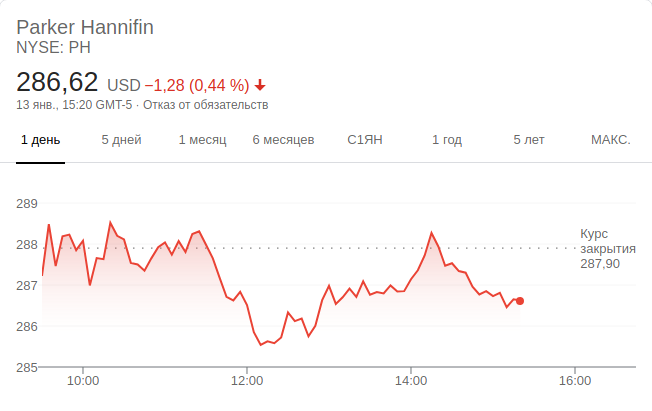 Parker Hannifin
NYSE: PH
286,62 USD −1,28 (0,44 %)
13 янв., 15:20 GMT-5 · Отказ от обязательств
1 день 5 дней 1 месяц 6 месяцев С1ЯН 1 год 5 лет МАКС.
289
288
287
286
285
Курс
закрытия
287,90
10:00 12:00 14:00 16:00